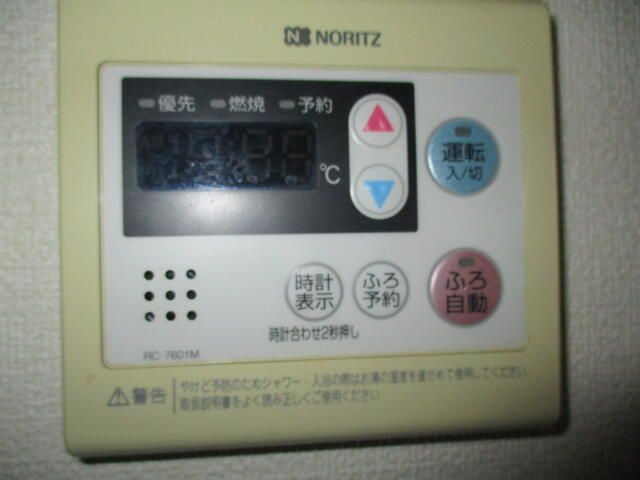 NORITZ
優先 燃焼 予約
℃
運転
入/切
時計
表示
ふろ
予約
ふろ
自動
時計合わせ2秒押し
RC-7601M
警告
やけど予防のためシャワー・入浴の際はお湯の温度を確かめて使用してください
取扱説明書をよく読み正しくご使用ください